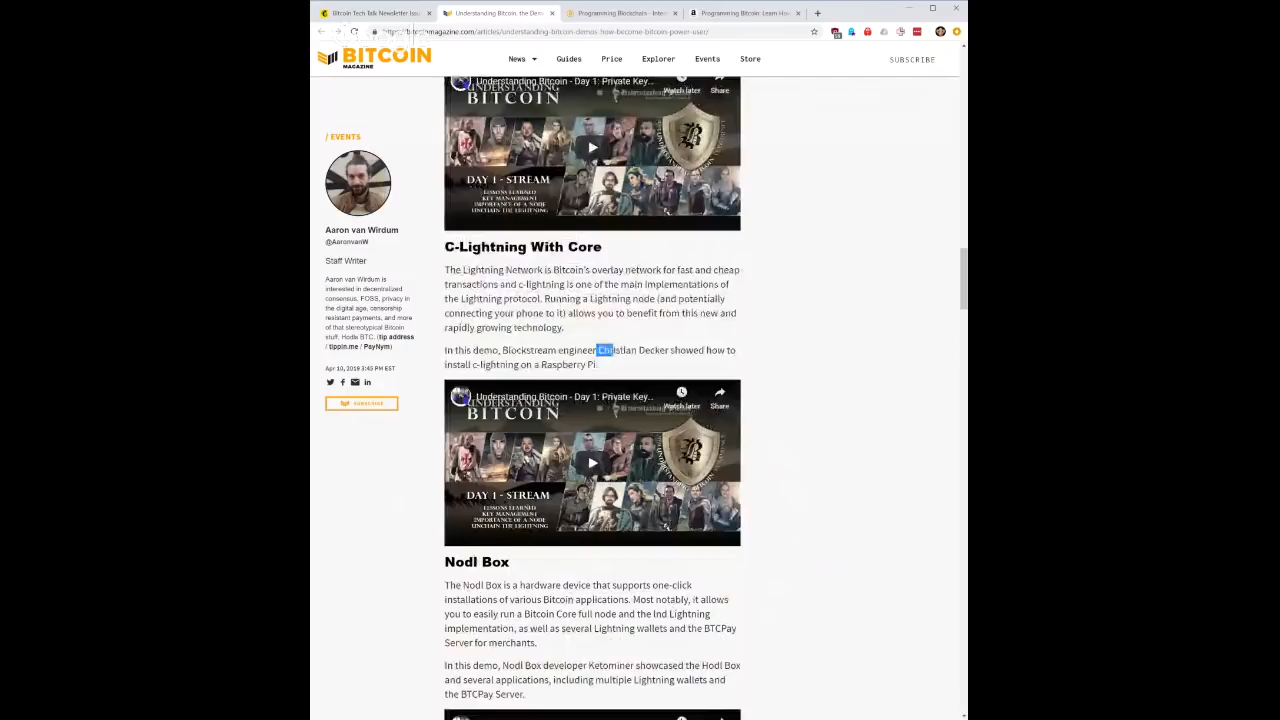 Bitcoin Tech Talk Newsletter Issu
Understanding Bitcoin, the Dem
Programming Blockchain - Inter
Programming Bitcoin: Learn Ho
magazine.com/articles/understanding-bitcoin-demos-how-become-bitcoin-power-user/
BITCOIN
MAGAZINE
News
Guides
Price
Explorer
Events
Store
SUBSCRIBE
/ EVENTS
Aaron van Wirdum
@AaronvanW
Staff Writer
Aaron van Wirdum is
interested in decentralized
consensus, FOSS, privacy in
the digital age, censorship
resistant payments, and more
of that stereotypical Bitcoin
stuff. Hodls BTC. (tip address
/ tippin.me / PayNym)
Apr 10, 2019 3:45 PM EST
SUBSCRIBE
Understanding Bitcoin - Day 1: Private Key...
Watch later
Share
UNDERSTANDING
BITCOIN
DAY 1 - STREAM
LESSONS LEARNED
KEY MANAGEMENT
IMPORTANCE OF A NODE
UNCHAIN THE LIGHTNING
C-Lightning With Core
The Lightning Network is Bitcoin's overlay network for fast and cheap
transactions and c-lightning is one of the main implementations of
the Lightning protocol. Running a Lightning node (and potentially
connecting your phone to it) allows you to benefit from this new and
rapidly growing technology.
In this demo, Blockstream engineer Christian Decker showed how to
install c-lightning on a Raspberry Pi.
Understanding Bitcoin - Day 1: Private Key...
Watch later
Share
UNDERSTANDING
BITCOIN
DAY 1 - STREAM
LESSONS LEARNED
KEY MANAGEMENT
IMPORTANCE OF A NODE
UNCHAIN THE LIGHTNING
Nodl Box
The Nodl Box is a hardware device that supports one-click
installations of various Bitcoin applications. Most notably, it allows
you to easily run a Bitcoin Core full node and the lnd Lightning
implementation, as well as several Lightning wallets and the BTCPay
Server for merchants.
In this demo, Nodl Box developer Ketominer showcased the Hodl Box
and several applications, including multiple Lightning wallets and
the BTCPay Server.